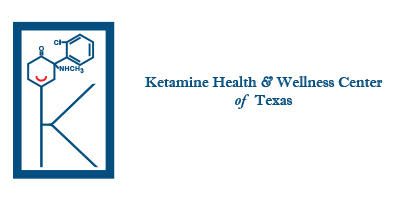 O
Cl
NHCH3
K
Ketamine Health & Wellness Center
of Texas